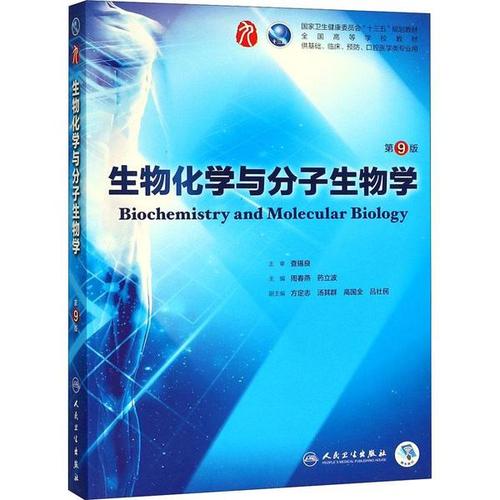 国家卫生健康委员会“十三五”规划教材
全国高等学校教材
供基础、临床、预防、口腔医学类专业用
第9版
生物化学与分子生物学
Biochemistry and Molecular Biology
主 审 查锡良
主 编 周春燕 药立波
副主编 方定志 汤其群 高国全 吕社民
人民卫生出版社
PEOPLE'S MEDICAL PUBLISHING HOUSE
生物化学与分子生物学
第9版
人民卫生出版社